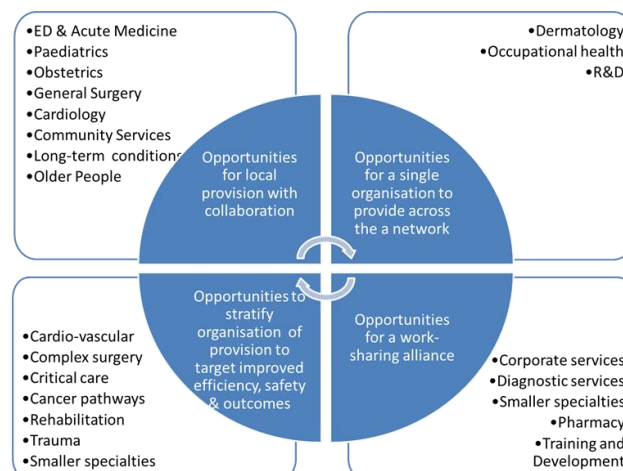 •ED & Acute Medicine
•Paediatrics
•Obstetrics
•General Surgery
•Cardiology
•Community Services
•Long-term conditions
•Older People
•Dermatology
•Occupational health
•R&D
Opportunities
for local
provision with
collaboration
Opportunities
for a single
organisation to
provide across
the a network
Opportunities to
stratify
organisation of
provision to
target improved
efficiency, safety
& outcomes
Opportunities
for a work-
sharing alliance
•Cardio-vascular
•Complex surgery
•Critical care
•Cancer pathways
•Rehabilitation
•Trauma
•Smaller specialties
•Corporate services
•Diagnostic services
•Smaller specialties
•Pharmacy
•Training and
Development